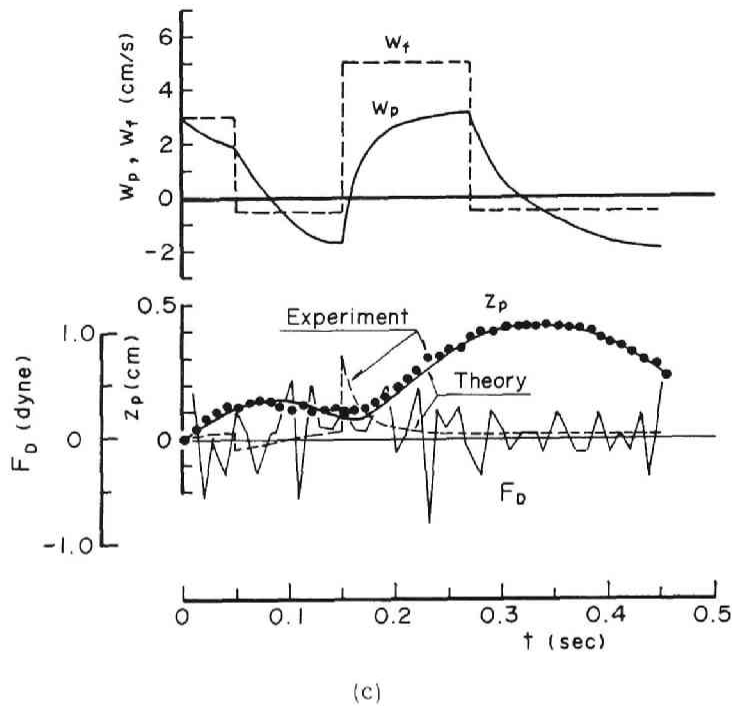 6
4
2
0
-2
W_p, W_f (cm/s)
W_f
W_p
0.5
0
Z_p (cm)
1.0
0
-1.0
F_D (dyne)
Experiment
Theory
Z_p
F_D
0 0.1 0.2 0.3 0.4 0.5
t (sec)
(c)